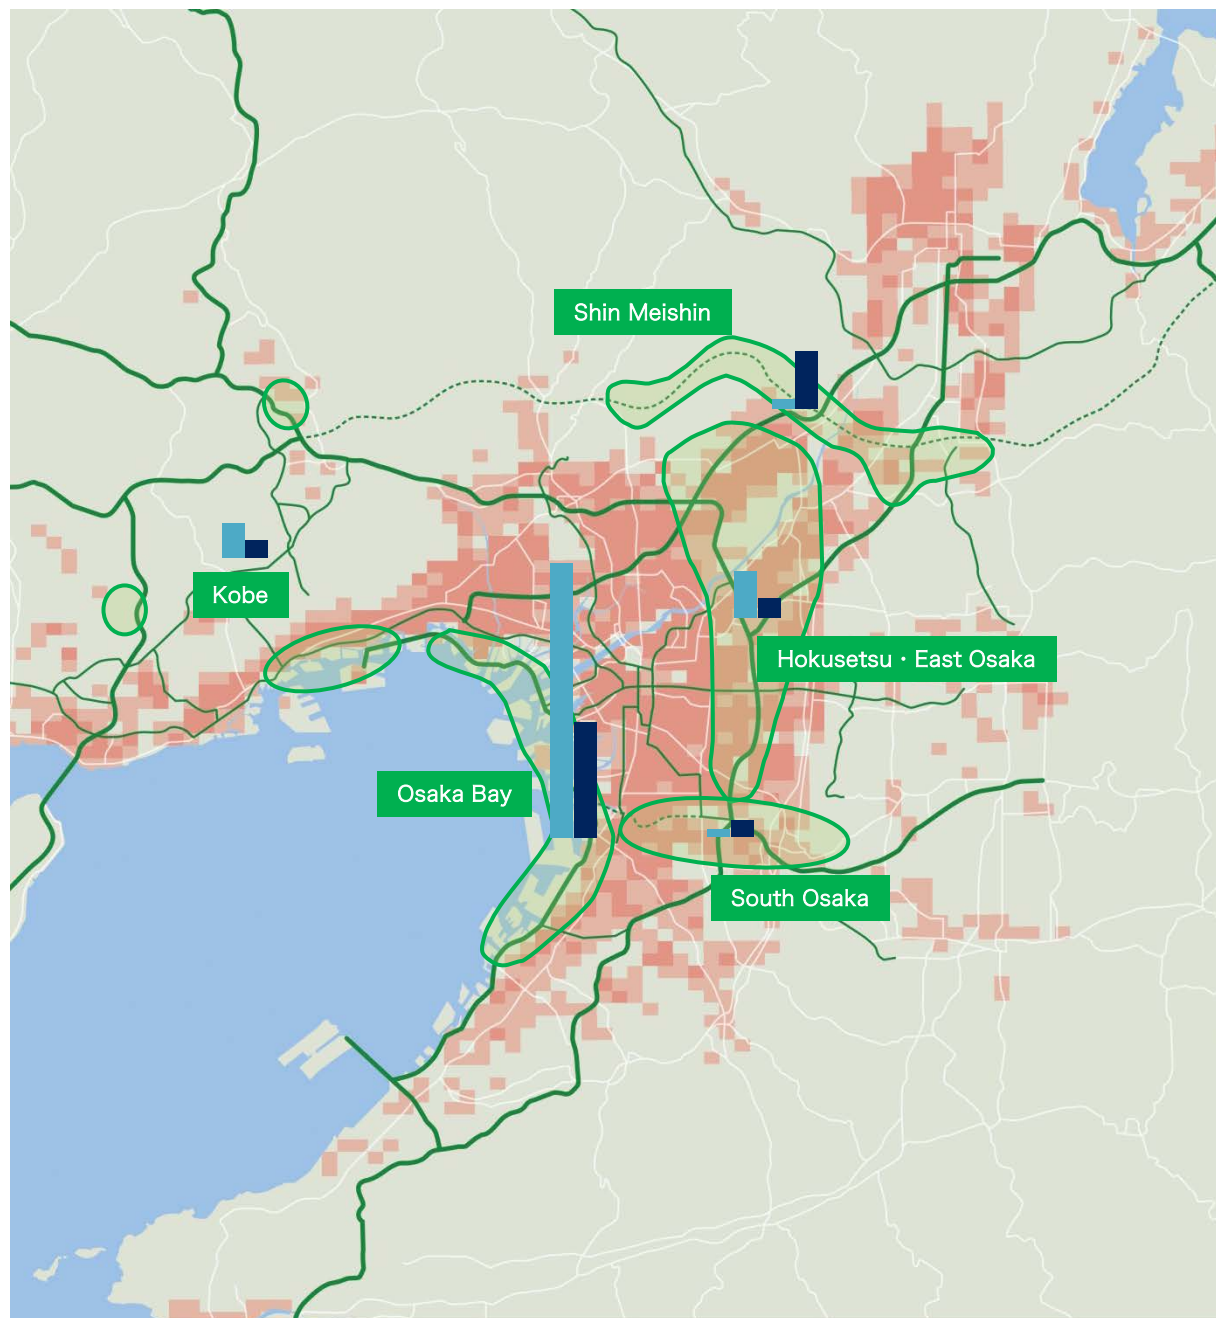 Shin Meishin
Kobe
Hokusetsu・East Osaka
Osaka Bay
South Osaka